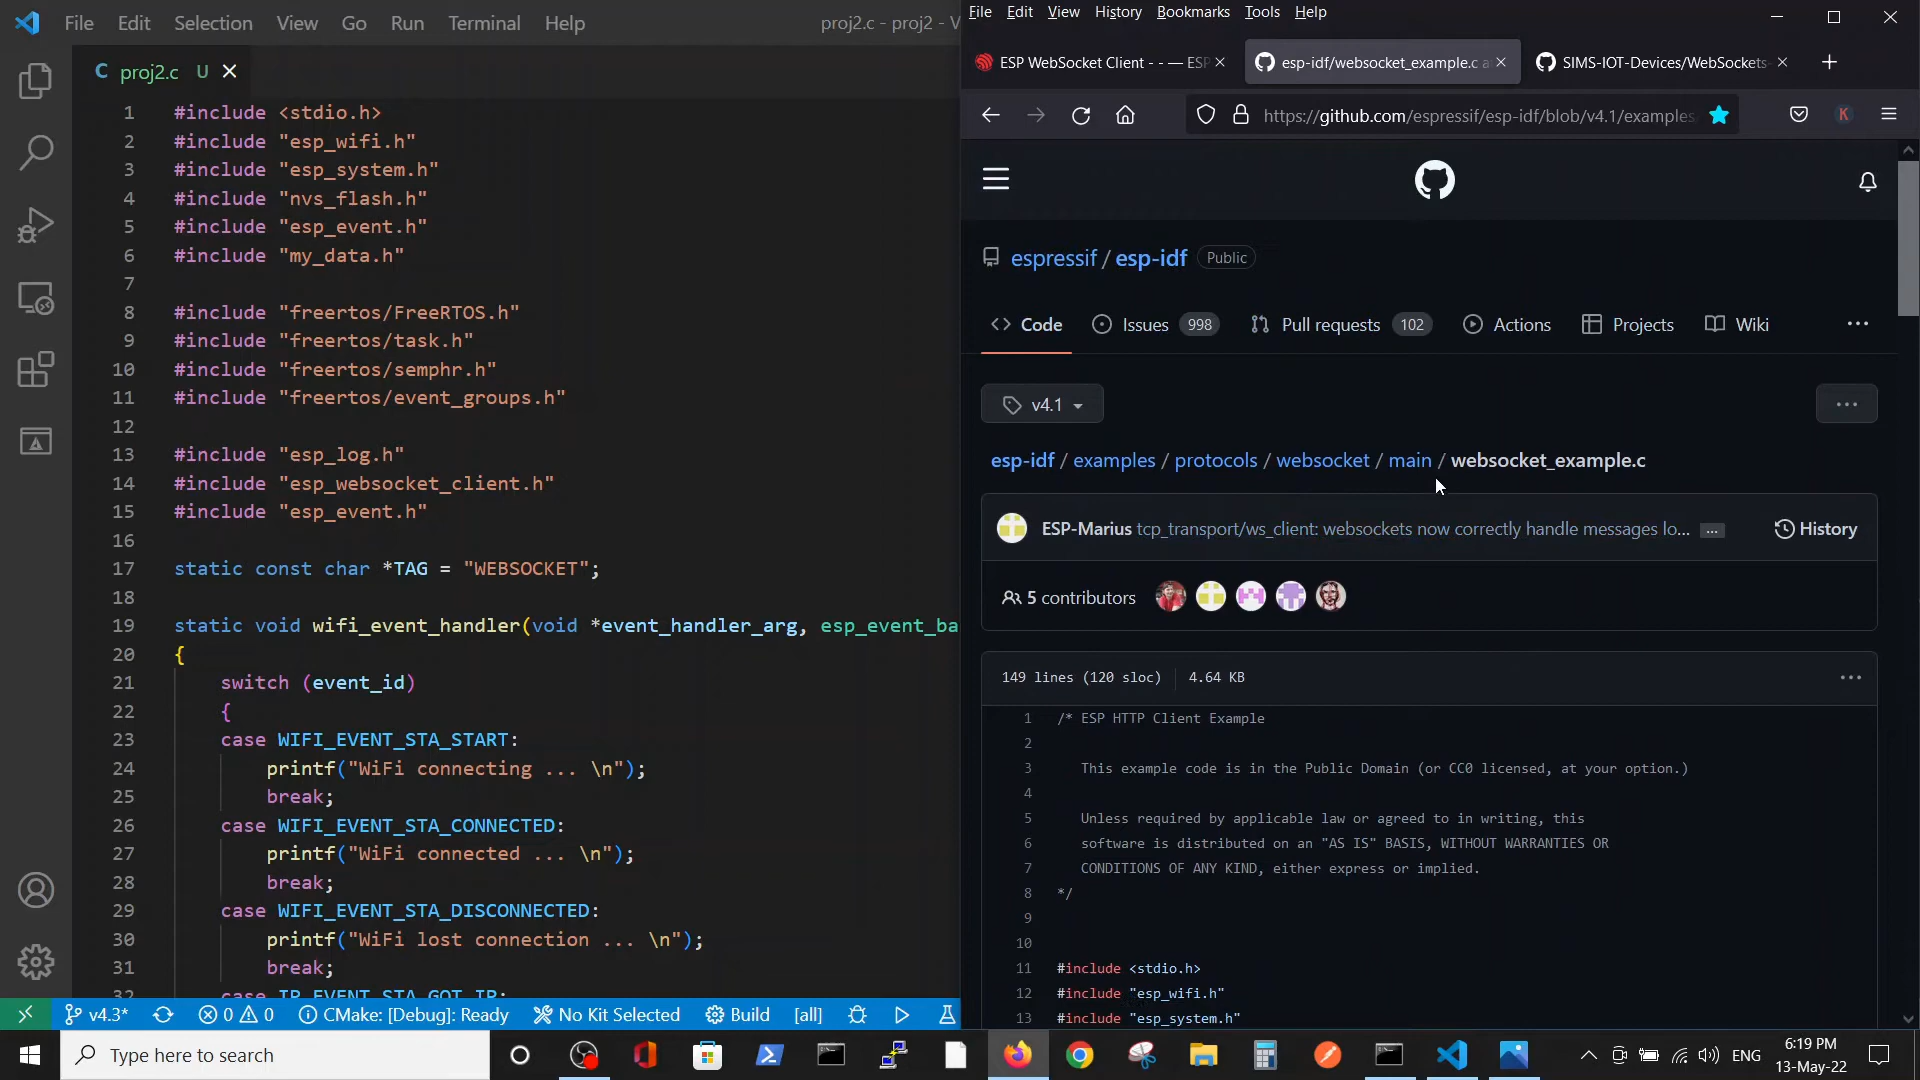 File Edit Selection View Go Run Terminal Help
proj2.c - proj2 - V
C proj2.c U
1 #include <stdio.h>
2 #include "esp_wifi.h"
3 #include "esp_system.h"
4 #include "nvs_flash.h"
5 #include "esp_event.h"
6 #include "my_data.h"
7
8 #include "freertos/FreeRTOS.h"
9 #include "freertos/task.h"
10 #include "freertos/semphr.h"
11 #include "freertos/event_groups.h"
12
13 #include "esp_log.h"
14 #include "esp_websocket_client.h"
15 #include "esp_event.h"
16
17 static const char *TAG = "WEBSOCKET";
18
19 static void wifi_event_handler(void *event_handler_arg, esp_event_ba
20 {
21 switch (event_id)
22 {
23 case WIFI_EVENT_STA_START:
24 printf("WiFi connecting ... \n");
25 break;
26 case WIFI_EVENT_STA_CONNECTED:
27 printf("WiFi connected ... \n");
28 break;
29 case WIFI_EVENT_STA_DISCONNECTED:
30 printf("WiFi lost connection ... \n");
31 break;
32 case IP_EVENT_STA_GOT_IP:
v4.3* 0 0 CMake: [Debug]: Ready No Kit Selected Build [all]
File Edit View History Bookmarks Tools Help
ESP WebSocket Client - - — ESP
esp-idf/websocket_example.c a
SIMS-IOT-Devices/WebSockets-
https://github.com/espressif/esp-idf/blob/v4.1/examples
K
espressif / esp-idf Public
Code Issues 998 Pull requests 102 Actions Projects Wiki ...
v4.1 ...
esp-idf / examples / protocols / websocket / main / websocket_example.c
ESP-Marius tcp_transport/ws_client: websockets now correctly handle messages lo... ... History
5 contributors
149 lines (120 sloc) 4.64 KB ...
1 /* ESP HTTP Client Example
2
3 This example code is in the Public Domain (or CC0 licensed, at your option.)
4
5 Unless required by applicable law or agreed to in writing, this
6 software is distributed on an "AS IS" BASIS, WITHOUT WARRANTIES OR
7 CONDITIONS OF ANY KIND, either express or implied.
8 */
9
10
11 #include <stdio.h>
12 #include "esp_wifi.h"
13 #include "esp_system.h"
Type here to search
ENG
6:19 PM
13-May-22